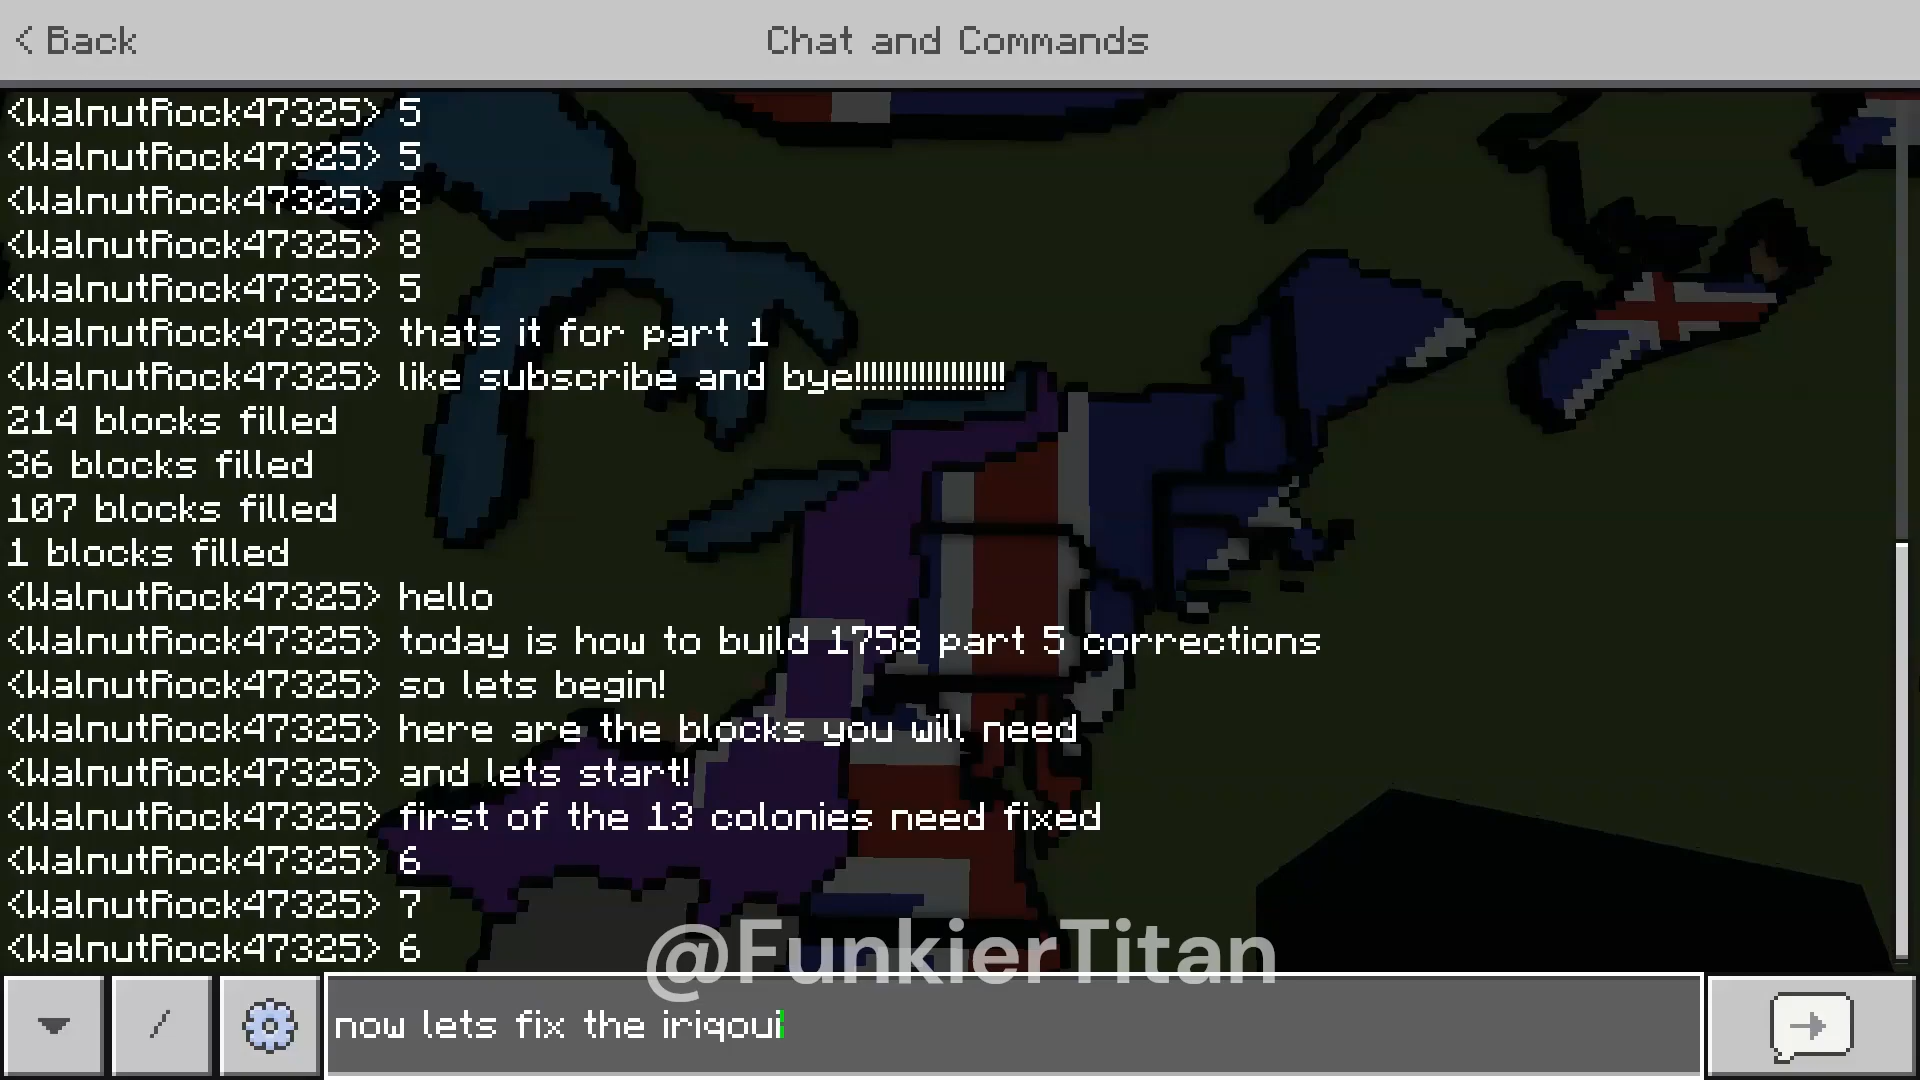 < Back
Chat and Commands
<WalnutRock47325> 5
<WalnutRock47325> 5
<WalnutRock47325> 8
<WalnutRock47325> 8
<WalnutRock47325> 5
<WalnutRock47325> thats it for part 1
<WalnutRock47325> like subscribe and bye!!!!!!!!!!!!!!!!!!!
214 blocks filled
36 blocks filled
107 blocks filled
1 blocks filled
<WalnutRock47325> hello
<WalnutRock47325> today is how to build 1758 part 5 corrections
<WalnutRock47325> so lets begin!
<WalnutRock47325> here are the blocks you will need
<WalnutRock47325> and lets start!
<WalnutRock47325> first of the 13 colonies need fixed
<WalnutRock47325> 6
<WalnutRock47325> 7
<WalnutRock47325> 6
@FunkierTitan
/
now lets fix the iriqoui